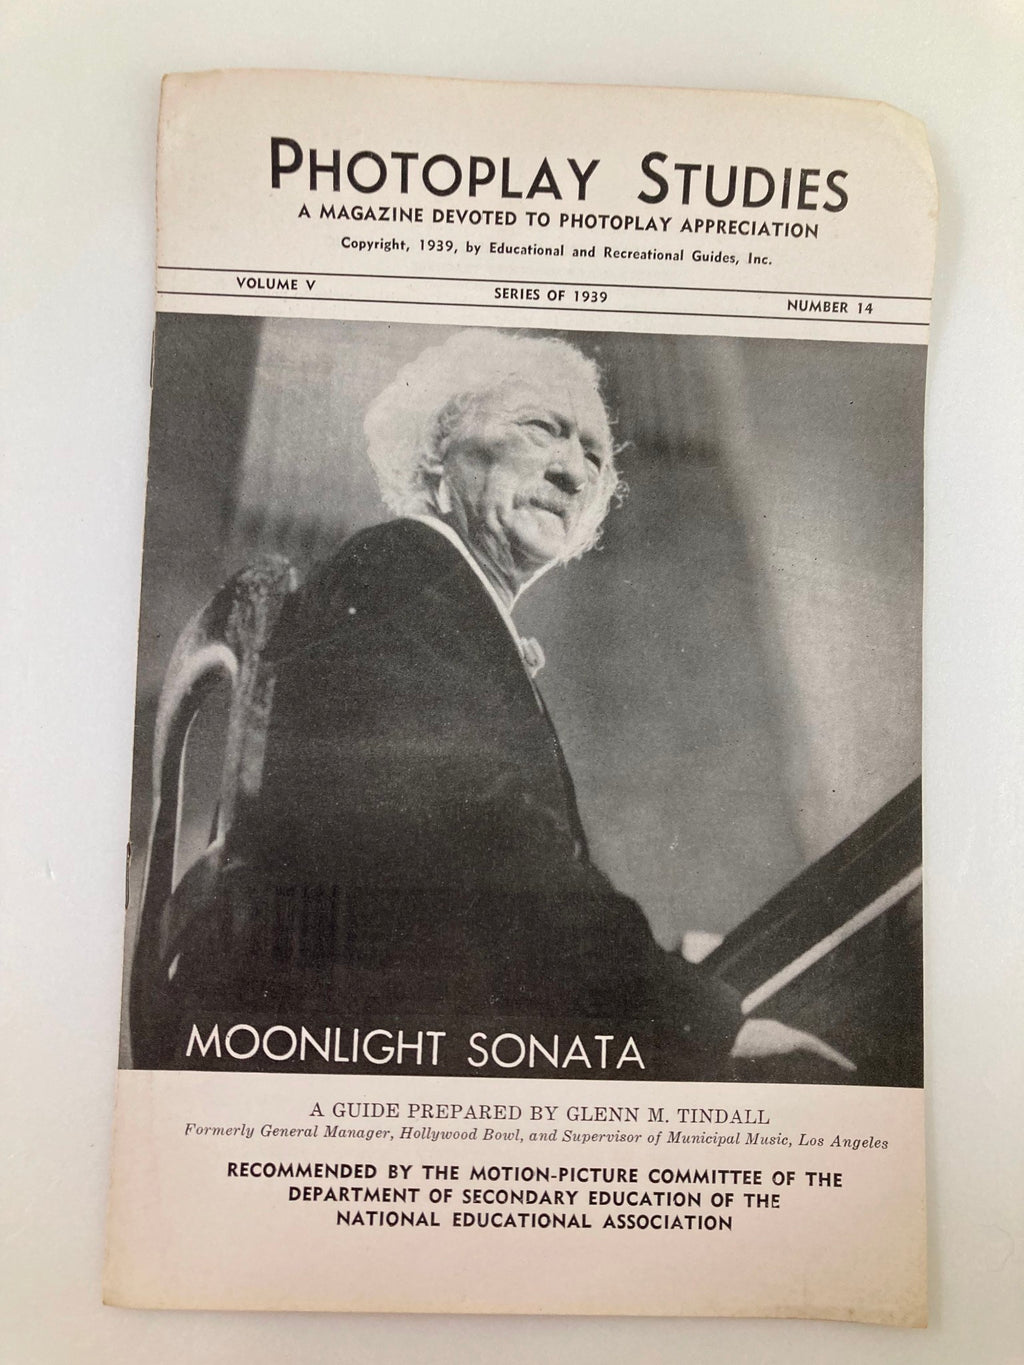 PHOTOPLAY STUDIES
A MAGAZINE DEVOTED TO PHOTOPLAY APPRECIATION
Copyright, 1939, by Educational and Recreational Guides, Inc.
VOLUME V SERIES OF 1939 NUMBER 14
MOONLIGHT SONATA
A GUIDE PREPARED BY GLENN M. TINDALL
Formerly General Manager, Hollywood Bowl, and Supervisor of Municipal Music, Los Angeles
RECOMMENDED BY THE MOTION-PICTURE COMMITTEE OF THE
DEPARTMENT OF SECONDARY EDUCATION OF THE
NATIONAL EDUCATIONAL ASSOCIATION